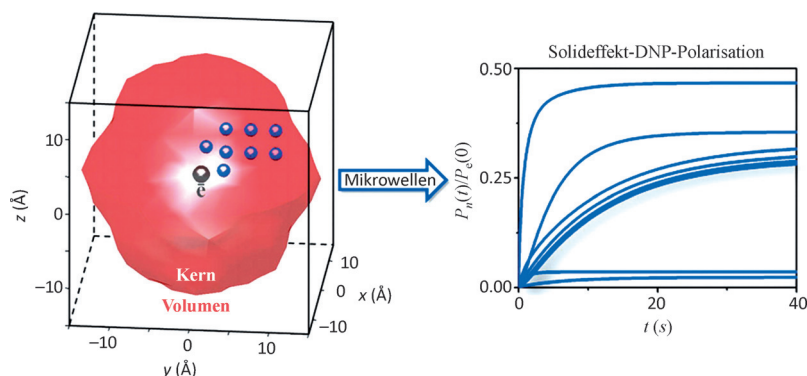 z (Å)
10
0
−10
Kern
Volumen
e̅
−10
0
10
y (Å)
10
0
−10
x (Å)
Mikrowellen
Solideffekt-DNP-Polarisation
P_n(t)/P_e(0)
0.50
0.25
0.00
0
20
40
t (s)